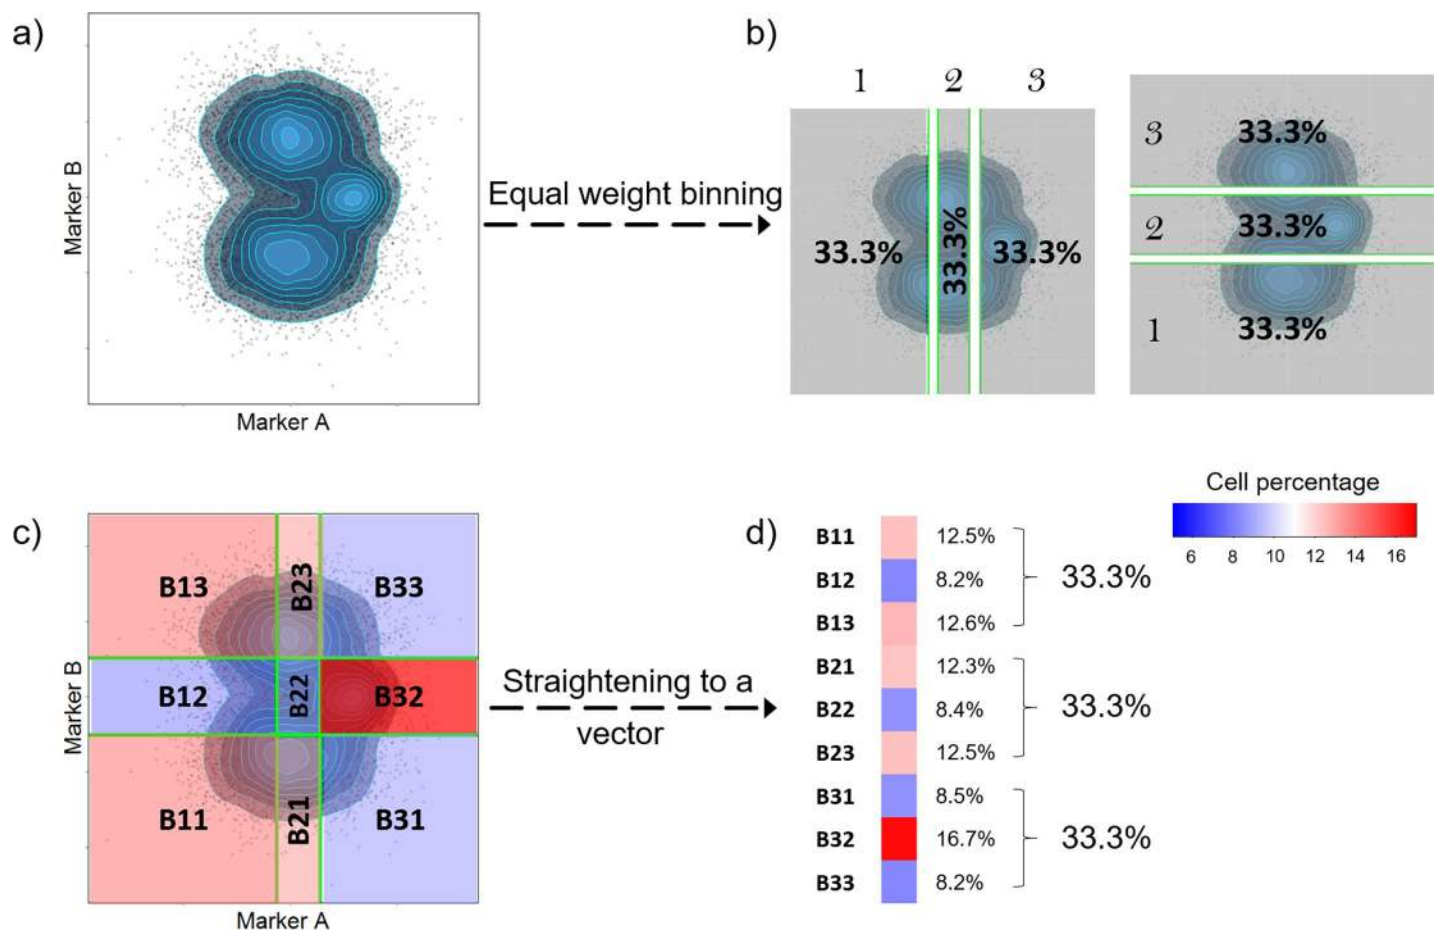 a)
Marker B
Marker A
Equal weight binning
b)
1 2 3
33.3% 33.3% 33.3%
3 33.3%
2 33.3%
1 33.3%
c)
B13 B23 B33
B12 B22 B32
B11 B21 B31
Marker B
Marker A
Straightening to a
vector
d)
Cell percentage
6 8 10 12 14 16
B11 12.5%
B12 8.2% 33.3%
B13 12.6%
B21 12.3%
B22 8.4% 33.3%
B23 12.5%
B31 8.5%
B32 16.7% 33.3%
B33 8.2%